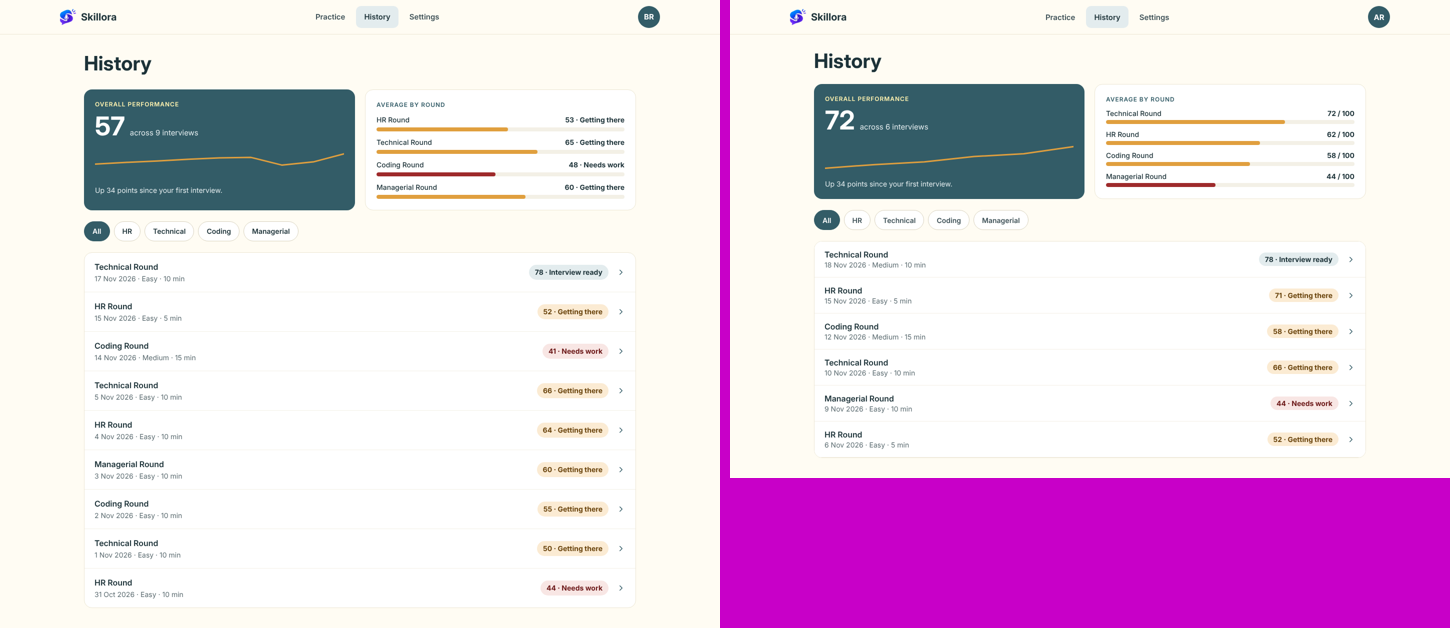 Skillora
Practice
History
Settings
BR
History
OVERALL PERFORMANCE
57 across 9 interviews
Up 34 points since your first interview.
AVERAGE BY ROUND
HR Round 53 · Getting there
Technical Round 65 · Getting there
Coding Round 48 · Needs work
Managerial Round 60 · Getting there
All
HR
Technical
Coding
Managerial
Technical Round
17 Nov 2026 · Easy · 10 min
78 · Interview ready
HR Round
15 Nov 2026 · Easy · 5 min
52 · Getting there
Coding Round
14 Nov 2026 · Medium · 15 min
41 · Needs work
Technical Round
5 Nov 2026 · Easy · 10 min
66 · Getting there
HR Round
4 Nov 2026 · Easy · 10 min
64 · Getting there
Managerial Round
3 Nov 2026 · Easy · 10 min
60 · Getting there
Coding Round
2 Nov 2026 · Easy · 10 min
55 · Getting there
Technical Round
1 Nov 2026 · Easy · 10 min
50 · Getting there
HR Round
31 Oct 2026 · Easy · 10 min
44 · Needs work
Skillora
Practice
History
Settings
AR
History
OVERALL PERFORMANCE
72 across 6 interviews
Up 34 points since your first interview.
AVERAGE BY ROUND
Technical Round 72 / 100
HR Round 62 / 100
Coding Round 58 / 100
Managerial Round 44 / 100
All
HR
Technical
Coding
Managerial
Technical Round
18 Nov 2026 · Medium · 10 min
78 · Interview ready
HR Round
15 Nov 2026 · Easy · 5 min
71 · Getting there
Coding Round
12 Nov 2026 · Medium · 15 min
58 · Getting there
Technical Round
10 Nov 2026 · Easy · 10 min
66 · Getting there
Managerial Round
9 Nov 2026 · Easy · 10 min
44 · Needs work
HR Round
6 Nov 2026 · Easy · 5 min
52 · Getting there